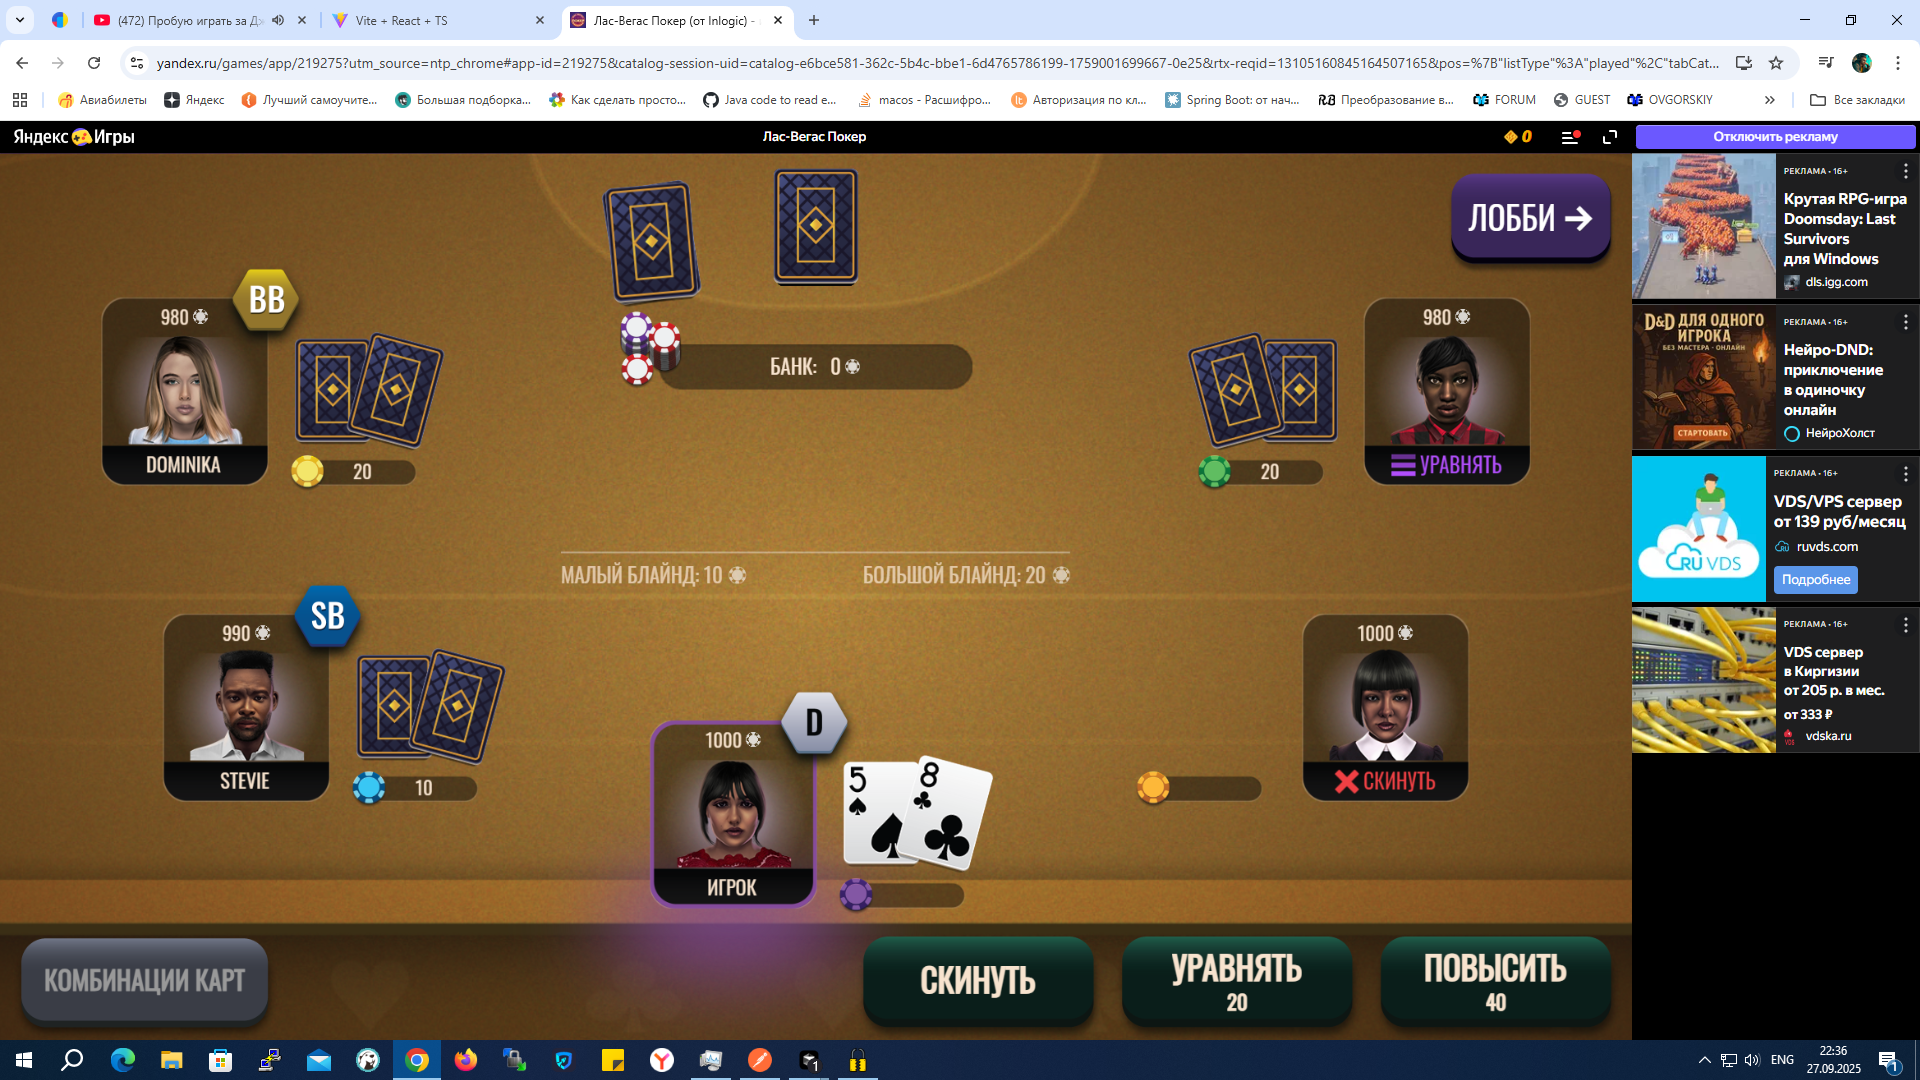 (472) Пробую играть за Дж
Vite + React + TS
Лас-Вегас Покер (от Inlogic) -
yandex.ru/games/app/219275?utm_source=ntp_chrome#app-id=219275&catalog-session-uid=catalog-e6bce581-362c-5b4c-bbe1-6d4765786199-1759001699667-0e25&rtx-reqid=13105160845164507165&pos=%7B"listType"%3A"played"%2C"tabCat...
Авиабилеты
Яндекс
Лучший самоучите...
Большая подборка...
Как сделать просто...
Java code to read e...
macos - Расшифро...
Авторизация по кл...
Spring Boot: от нач...
Преобразование в...
FORUM
GUEST
OVGORSKIY
Все закладки
Яндекс Игры
Лас-Вегас Покер
0
Отключить рекламу
ЛОББИ
BB
980
DOMINIKA
20
БАНК: 0
980
УРАВНЯТЬ
20
МАЛЫЙ БЛАЙНД: 10
БОЛЬШОЙ БЛАЙНД: 20
SB
990
STEVIE
10
D
1000
ИГРОК
5
8
1000
СКИНУТЬ
КОМБИНАЦИИ КАРТ
СКИНУТЬ
УРАВНЯТЬ
20
ПОВЫСИТЬ
40
РЕКЛАМА • 16+
Крутая RPG-игра
Doomsday: Last
Survivors
для Windows
dls.igg.com
D&D ДЛЯ ОДНОГО
ИГРОКА
БЕЗ МАСТЕРА · ОНЛАЙН
СТАРТОВАТЬ
РЕКЛАМА • 16+
Нейро-DND:
приключение
в одиночку
онлайн
НейроХолст
RU VDS
РЕКЛАМА • 16+
VDS/VPS сервер
от 139 руб/месяц
ruvds.com
Подробнее
РЕКЛАМА • 16+
VDS сервер
в Киргизии
от 205 р. в мес.
от 333 ₽
vdska.ru
1
ENG
22:36
27.09.2025
1